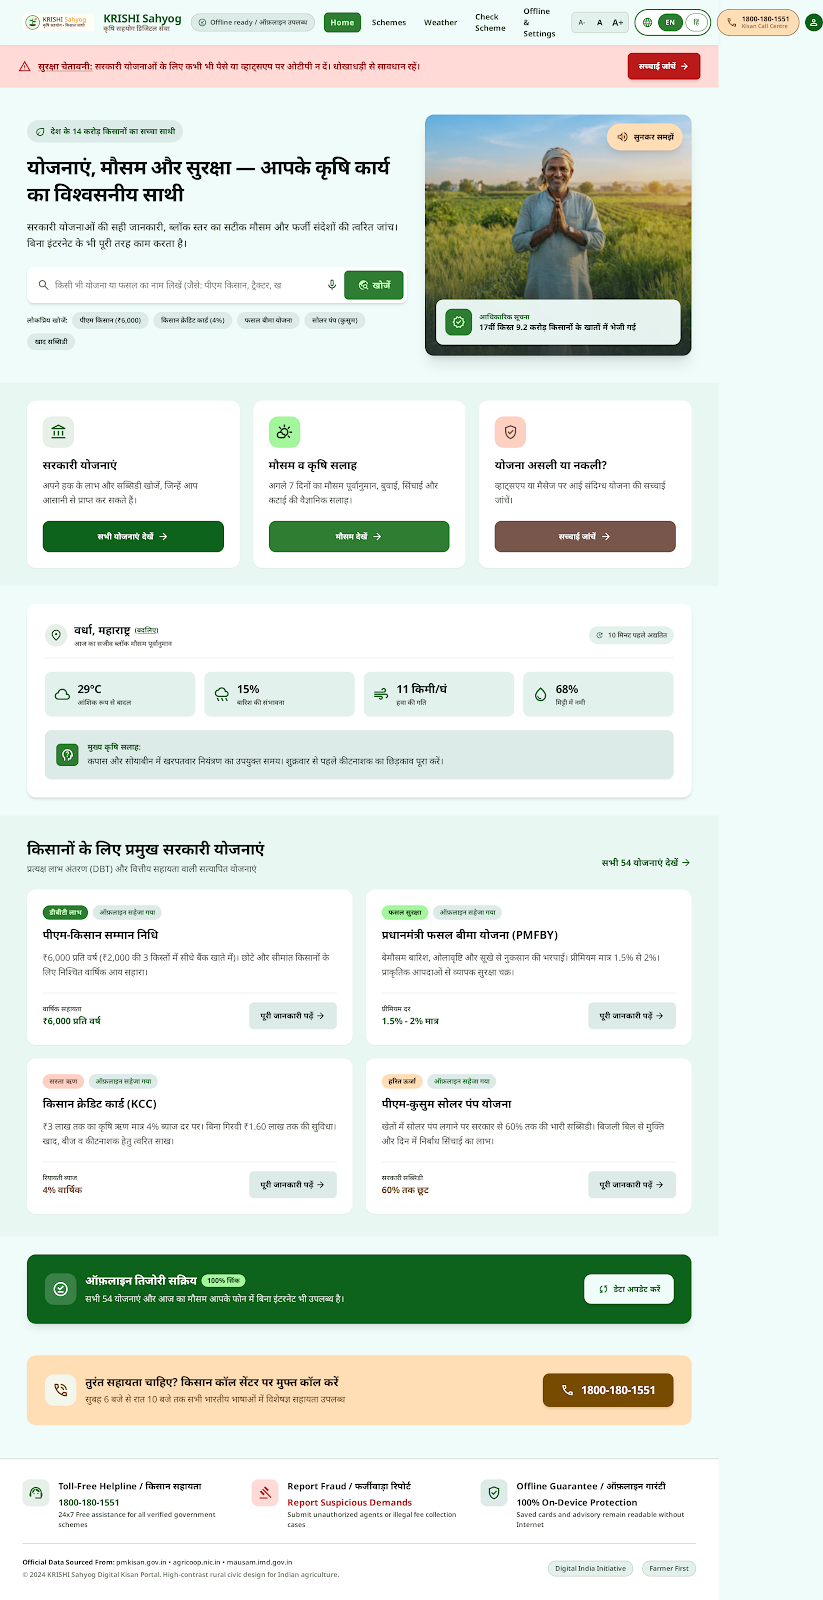 KRISHI Sahyog
कृषि सहयोग • किसान का साथी
KRISHI Sahyog
कृषि सहयोग डिजिटल सेवा
Offline ready / ऑफ़लाइन उपलब्ध
Home
Schemes
Weather
Check Scheme
Offline & Settings
A-
A
A+
EN
हि
1800-180-1551
Kisan Call Centre
सुरक्षा चेतावनी: सरकारी योजनाओं के लिए कभी भी पैसे या व्हाट्सएप पर ओटीपी न दें। धोखाधड़ी से सावधान रहें।
सच्चाई जांचें →
देश के 14 करोड़ किसानों का सच्चा साथी
योजनाएं, मौसम और सुरक्षा — आपके कृषि कार्य
का विश्वसनीय साथी
सरकारी योजनाओं की सही जानकारी, ब्लॉक स्तर का सटीक मौसम और फर्जी संदेशों की त्वरित जांच।
बिना इंटरनेट के भी पूरी तरह काम करता है।
किसी भी योजना या फसल का नाम लिखें (जैसे: पीएम किसान, ट्रैक्टर, ख
खोजें
लोकप्रिय खोजें:
पीएम किसान (₹6,000)
किसान क्रेडिट कार्ड (4%)
फसल बीमा योजना
सोलर पंप (कुसुम)
खाद सब्सिडी
सुनकर समझें
आधिकारिक सूचना
17वीं किस्त 9.2 करोड़ किसानों के खातों में भेजी गई
सरकारी योजनाएं
अपने हक के लाभ और सब्सिडी खोजें, जिन्हें आप
आसानी से प्राप्त कर सकते हैं।
सभी योजनाएं देखें →
मौसम व कृषि सलाह
अगले 7 दिनों का मौसम पूर्वानुमान, बुवाई, सिंचाई और
कटाई की वैज्ञानिक सलाह।
मौसम देखें →
योजना असली या नकली?
व्हाट्सएप या मैसेज पर आई संदिग्ध योजना की सच्चाई
जांचें।
सच्चाई जांचें →
वर्धा, महाराष्ट्र (बदलिए)
आज का सजीव ब्लॉक मौसम पूर्वानुमान
10 मिनट पहले अद्यतित
29°C
आंशिक रूप से बादल
15%
बारिश की संभावना
11 किमी/घं
हवा की गति
68%
मिट्टी में नमी
मुख्य कृषि सलाह:
कपास और सोयाबीन में खरपतवार नियंत्रण का उपयुक्त समय। शुक्रवार से पहले कीटनाशक का छिड़काव पूरा करें।
किसानों के लिए प्रमुख सरकारी योजनाएं
प्रत्यक्ष लाभ अंतरण (DBT) और वित्तीय सहायता वाली सत्यापित योजनाएं
सभी 54 योजनाएं देखें →
डीबीटी लाभ
ऑफ़लाइन सहेजा गया
पीएम-किसान सम्मान निधि
₹6,000 प्रति वर्ष (₹2,000 की 3 किस्तों में सीधे बैंक खाते में)। छोटे और सीमांत किसानों के
लिए निश्चित वार्षिक आय सहारा।
वार्षिक सहायता
₹6,000 प्रति वर्ष
पूरी जानकारी पढ़ें →
फसल सुरक्षा
ऑफ़लाइन सहेजा गया
प्रधानमंत्री फसल बीमा योजना (PMFBY)
बेमौसम बारिश, ओलावृष्टि और सूखे से नुकसान की भरपाई। प्रीमियम मात्र 1.5% से 2%।
प्राकृतिक आपदाओं से व्यापक सुरक्षा चक्र।
प्रीमियम दर
1.5% - 2% मात्र
पूरी जानकारी पढ़ें →
सस्ता ऋण
ऑफ़लाइन सहेजा गया
किसान क्रेडिट कार्ड (KCC)
₹3 लाख तक का कृषि ऋण मात्र 4% ब्याज दर पर। बिना गिरवी ₹1.60 लाख तक की सुविधा।
खाद, बीज व कीटनाशक हेतु त्वरित साख।
रियायती ब्याज
4% वार्षिक
पूरी जानकारी पढ़ें →
हरित ऊर्जा
ऑफ़लाइन सहेजा गया
पीएम-कुसुम सोलर पंप योजना
खेतों में सोलर पंप लगाने पर सरकार से 60% तक की भारी सब्सिडी। बिजली बिल से मुक्ति
और दिन में निर्बाध सिंचाई का लाभ।
सरकारी सब्सिडी
60% तक छूट
पूरी जानकारी पढ़ें →
ऑफ़लाइन तिजोरी सक्रिय
100% सिंक
सभी 54 योजनाएं और आज का मौसम आपके फोन में बिना इंटरनेट भी उपलब्ध है।
डेटा अपडेट करें
तुरंत सहायता चाहिए? किसान कॉल सेंटर पर मुफ्त कॉल करें
सुबह 6 बजे से रात 10 बजे तक सभी भारतीय भाषाओं में विशेषज्ञ सहायता उपलब्ध
1800-180-1551
Toll-Free Helpline / किसान सहायता
1800-180-1551
24x7 Free assistance for all verified government
schemes
Report Fraud / फर्जीवाड़ा रिपोर्ट
Report Suspicious Demands
Submit unauthorized agents or illegal fee collection
cases
Offline Guarantee / ऑफ़लाइन गारंटी
100% On-Device Protection
Saved cards and advisory remain readable without
Internet
Official Data Sourced From: pmkisan.gov.in • agricoop.nic.in • mausam.imd.gov.in
© 2024 KRISHI Sahyog Digital Kisan Portal. High-contrast rural civic design for Indian agriculture.
Digital India Initiative
Farmer First